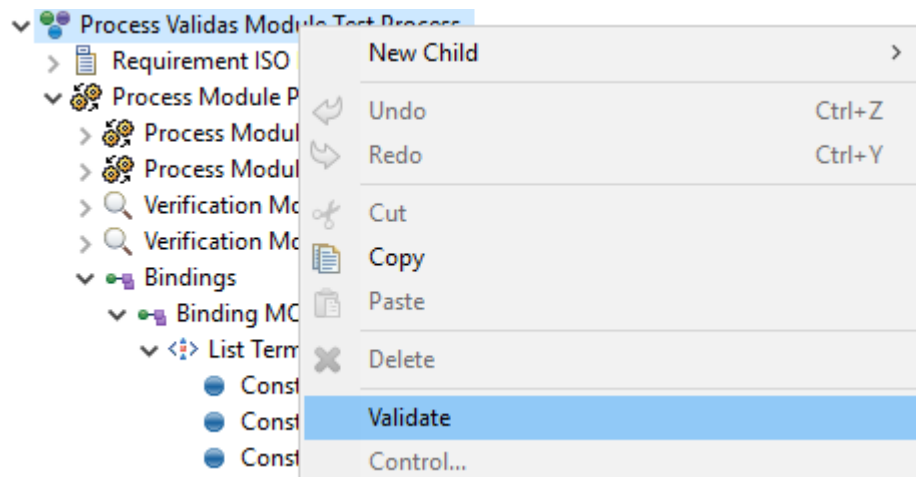 Process Validas Module Test Process
New Child
Requirement ISO
Process Module P
Undo Ctrl+Z
Process Modul
Redo Ctrl+Y
Process Modul
Verification Mo
Cut
Verification Mo
Copy
Bindings
Paste
Binding MC
List Term
Delete
Const
Const
Validate
Const
Control...